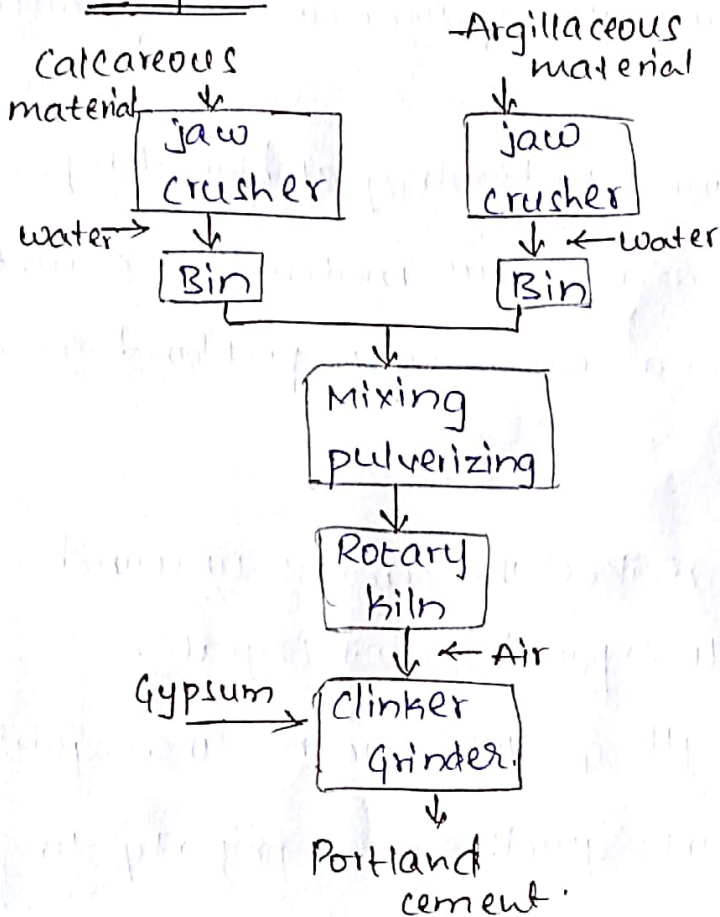 Calcareous
material
-Argillaceous
material
jaw
crusher
jaw
crusher
water
water
Bin
Bin
Mixing
pulverizing
Rotary
kiln
Air
Gypsum
Clinker
Grinder.
Portland
cement.